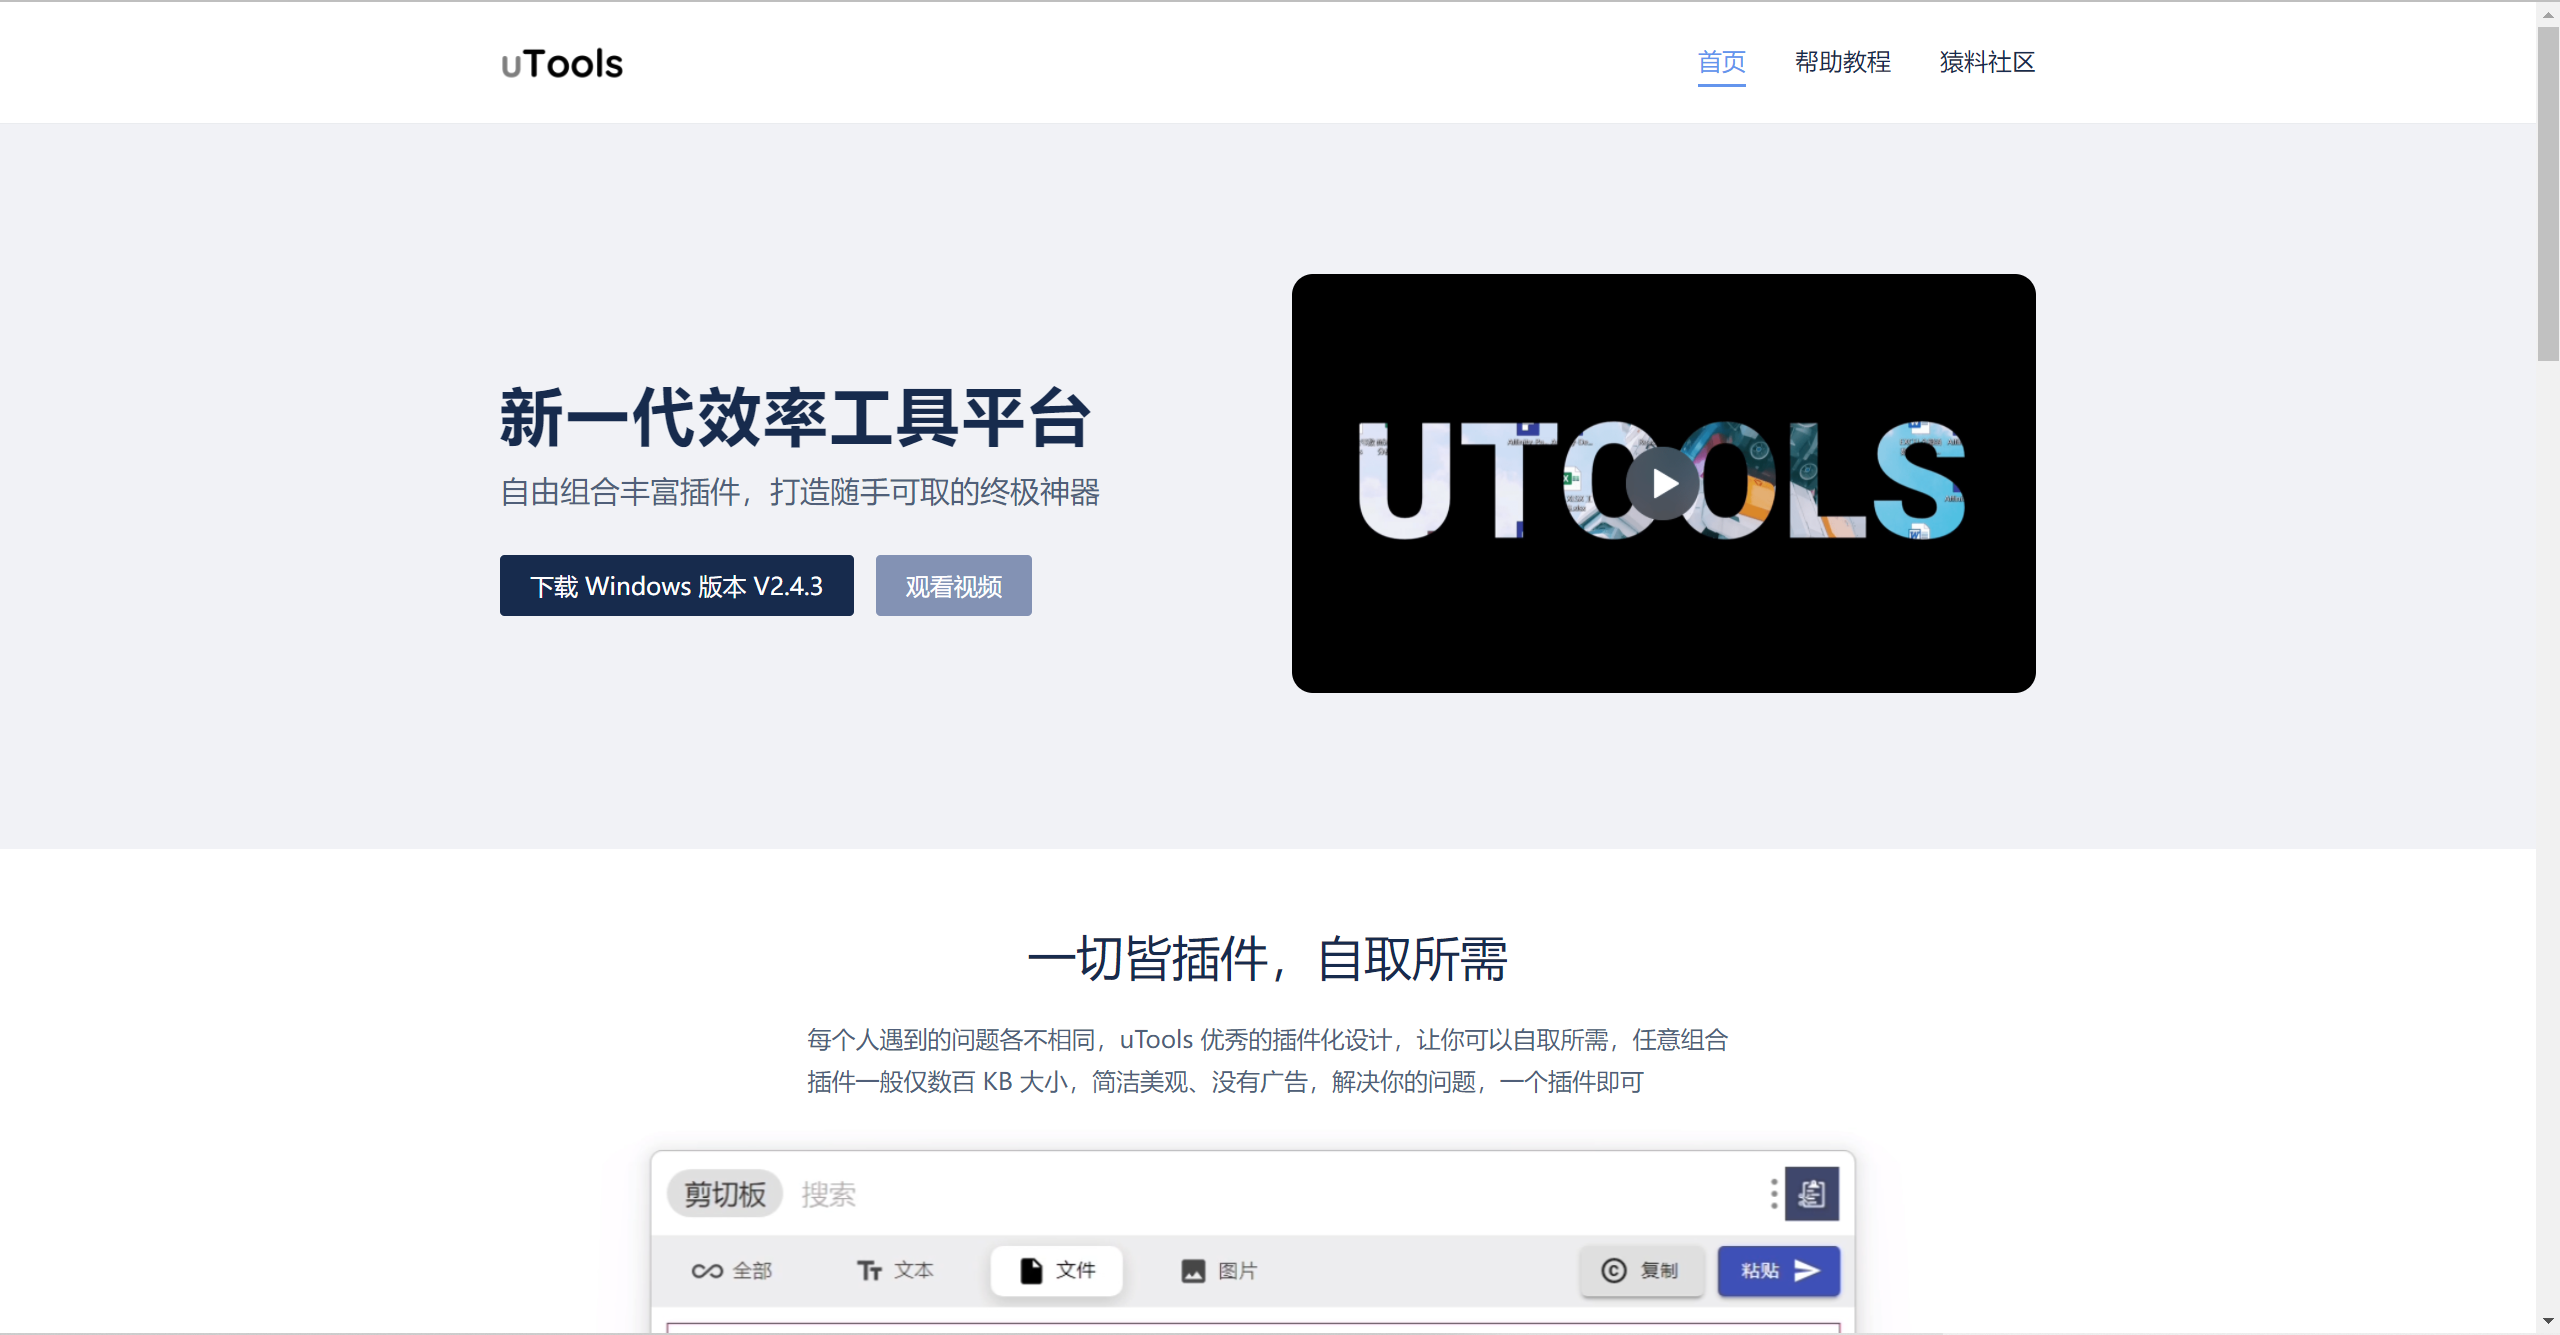 uTools
首页 帮助教程 猿料社区
新一代效率工具平台
自由组合丰富插件，打造随手可取的终极神器
下载 Windows 版本 V2.4.3 观看视频
UTOOLS
一切皆插件，自取所需
每个人遇到的问题各不相同，uTools 优秀的插件化设计，让你可以自取所需，任意组合
插件一般仅数百 KB 大小，简洁美观、没有广告，解决你的问题，一个插件即可
剪切板 搜索
全部 文本 文件 图片 复制 粘贴